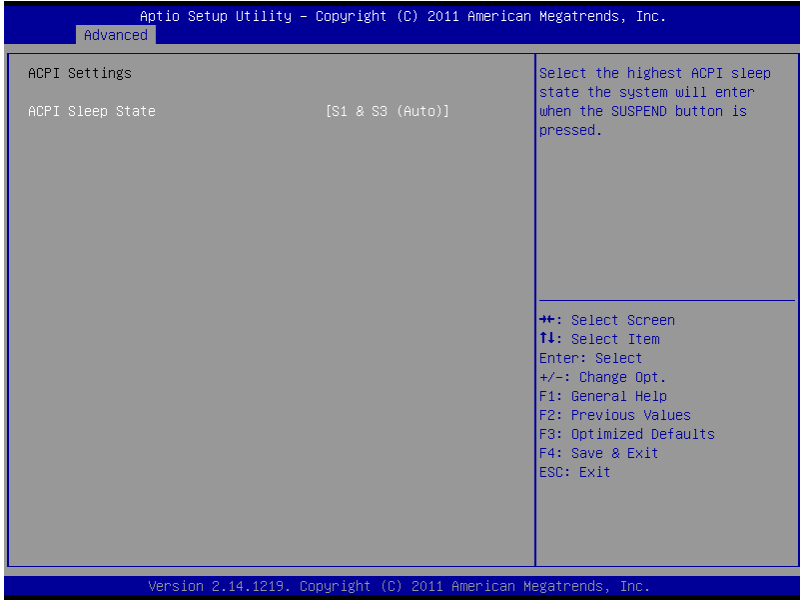 Aptio Setup Utility – Copyright (C) 2011 American Megatrends, Inc.
Advanced
ACPI Settings
ACPI Sleep State [S1 & S3 (Auto)]
Select the highest ACPI sleep
state the system will enter
when the SUSPEND button is
pressed.
→←: Select Screen
↑↓: Select Item
Enter: Select
+/-: Change Opt.
F1: General Help
F2: Previous Values
F3: Optimized Defaults
F4: Save & Exit
ESC: Exit
Version 2.14.1219. Copyright (C) 2011 American Megatrends, Inc.